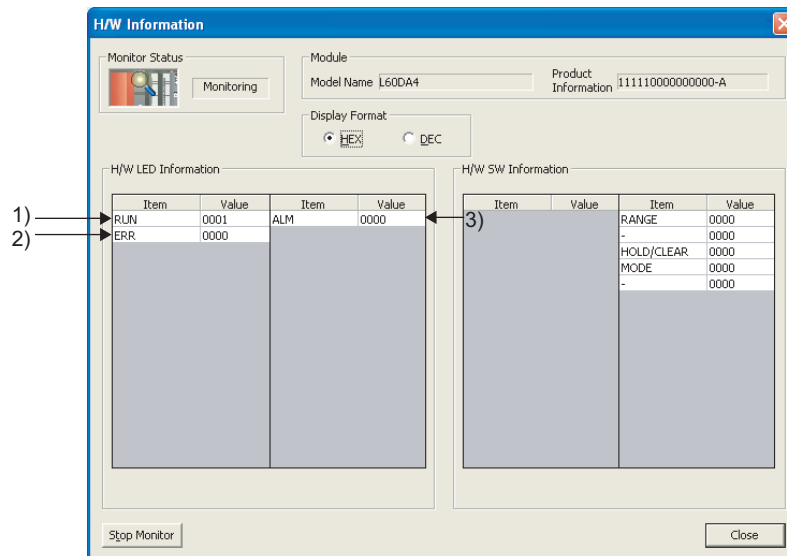 H/W Information
Monitor Status
Monitoring
Module
Model Name L60DA4
Product Information 111110000000000-A
Display Format
HEX DEC
H/W LED Information
Item Value Item Value
1) RUN 0001 ALM 0000 3)
2) ERR 0000
H/W SW Information
Item Value Item Value
RANGE 0000
- 0000
HOLD/CLEAR 0000
MODE 0000
- 0000
Stop Monitor
Close